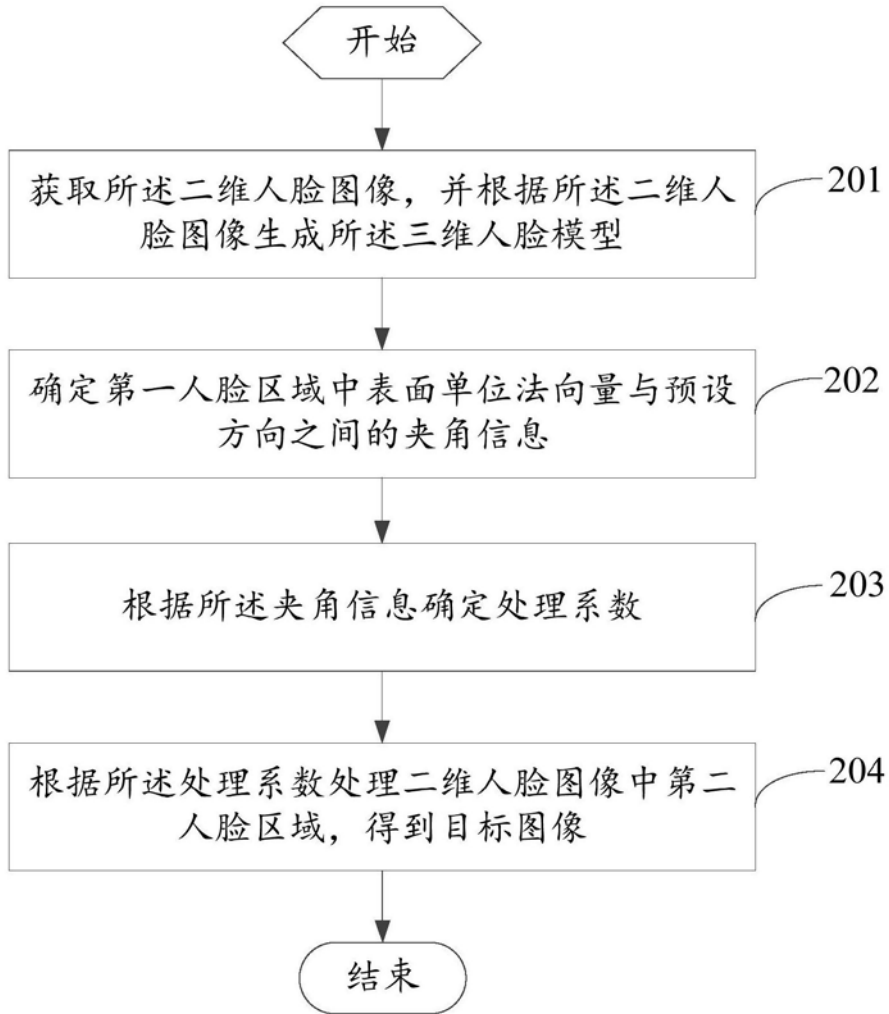 开始
获取所述二维人脸图像，并根据所述二维人
脸图像生成所述三维人脸模型
201
确定第一人脸区域中表面单位法向量与预设
方向之间的夹角信息
202
根据所述夹角信息确定处理系数
203
根据所述处理系数处理二维人脸图像中第二
人脸区域，得到目标图像
204
结束